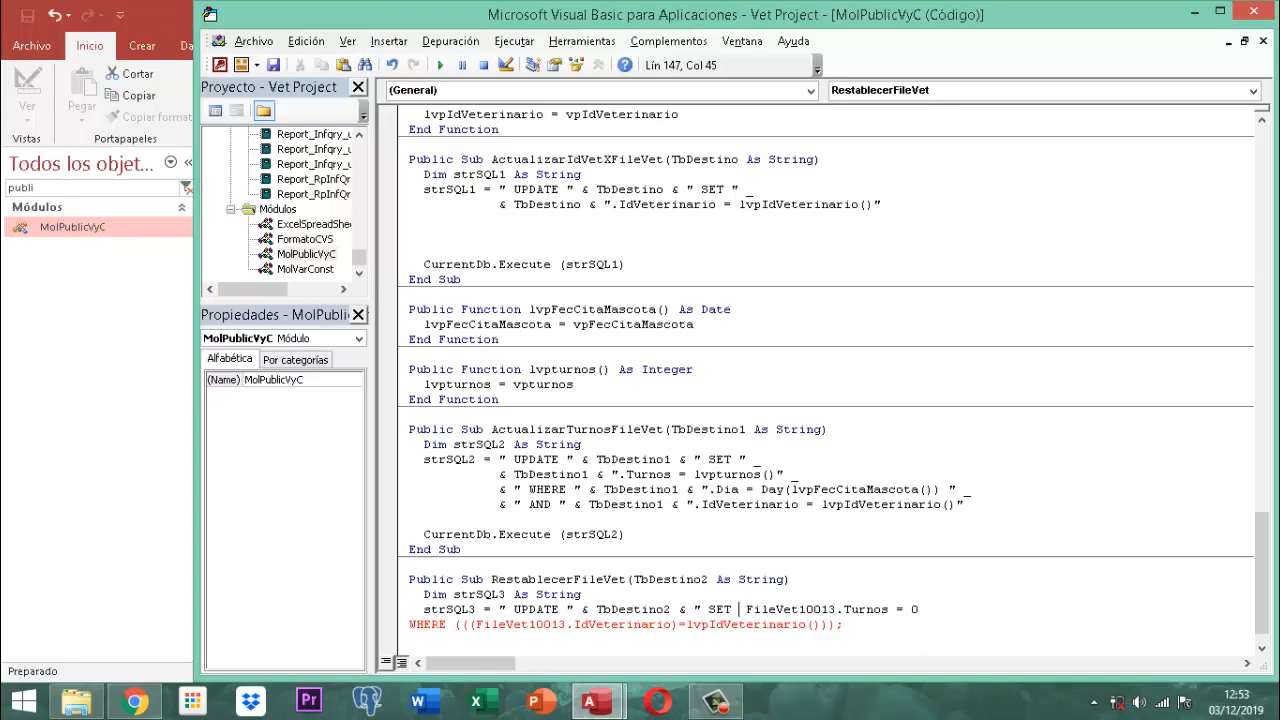 Microsoft Visual Basic para Aplicaciones - Vet Project - [MolPublicVyC (Código)]
Archivo
Inicio
Crear
Da
Archivo Edición Ver Insertar Depuración Ejecutar Herramientas Complementos Ventana Ayuda
Cortar
Copiar
Copiar format
Ver
Pegar
Vistas
Portapapeles
Lín 147, Col 45
Proyecto - Vet Project
(General)
RestablecerFileVet
Todos los objet...
publi
Módulos
MolPublicVyC
Report_Infqry_u
Report_Infqry_u
Report_Infqry_u
Report_RpInfQr
Report_RpInfQr
Módulos
ExcelSpreadShe
FormatoCVS
MolPublicVyC
MolVarConst
Propiedades - MolPubli
MolPublicVyC Módulo
Alfabética
Por categorías
(Name) MolPublicVyC
lvpIdVeterinario = vpIdVeterinario
End Function
Public Sub ActualizarIdVetXFileVet(TbDestino As String)
Dim strSQL1 As String
strSQL1 = " UPDATE " & TbDestino & " SET " _
& TbDestino & ".IdVeterinario = lvpIdVeterinario()"
CurrentDb.Execute (strSQL1)
End Sub
Public Function lvpFecCitaMascota() As Date
lvpFecCitaMascota = vpFecCitaMascota
End Function
Public Function lvpturnos() As Integer
lvpturnos = vpturnos
End Function
Public Sub ActualizarTurnosFileVet(TbDestino1 As String)
Dim strSQL2 As String
strSQL2 = " UPDATE " & TbDestino1 & " SET " _
& TbDestino1 & ".Turnos = lvpturnos()" _
& " WHERE " & TbDestino1 & ".Dia = Day(lvpFecCitaMascota()) " _
& " AND " & TbDestino1 & ".IdVeterinario = lvpIdVeterinario()"
CurrentDb.Execute (strSQL2)
End Sub
Public Sub RestablecerFileVet(TbDestino2 As String)
Dim strSQL3 As String
strSQL3 = " UPDATE " & TbDestino2 & " SET FileVet10013.Turnos = 0
WHERE (((FileVet10013.IdVeterinario)=lvpIdVeterinario()));
Preparado
12:53
03/12/2019